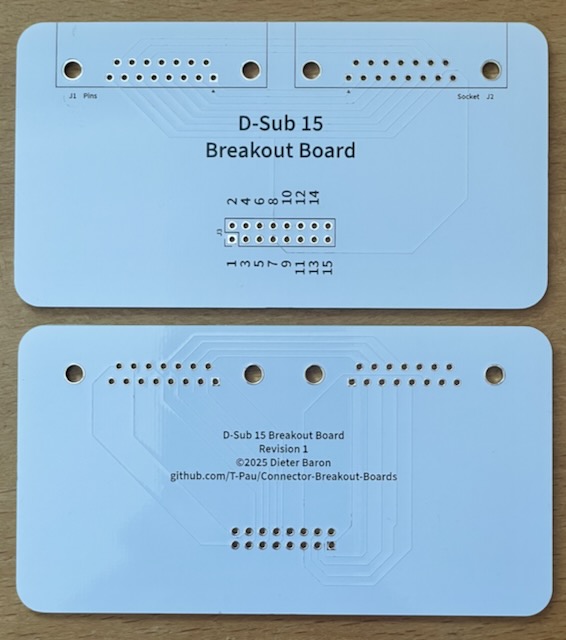 J1 Pins
Socket J2
D-Sub 15
Breakout Board
2 4 6 8 10 12 14
J3
1 3 5 7 9 11 13 15
D-Sub 15 Breakout Board
Revision 1
©2025 Dieter Baron
github.com/T-Pau/Connector-Breakout-Boards